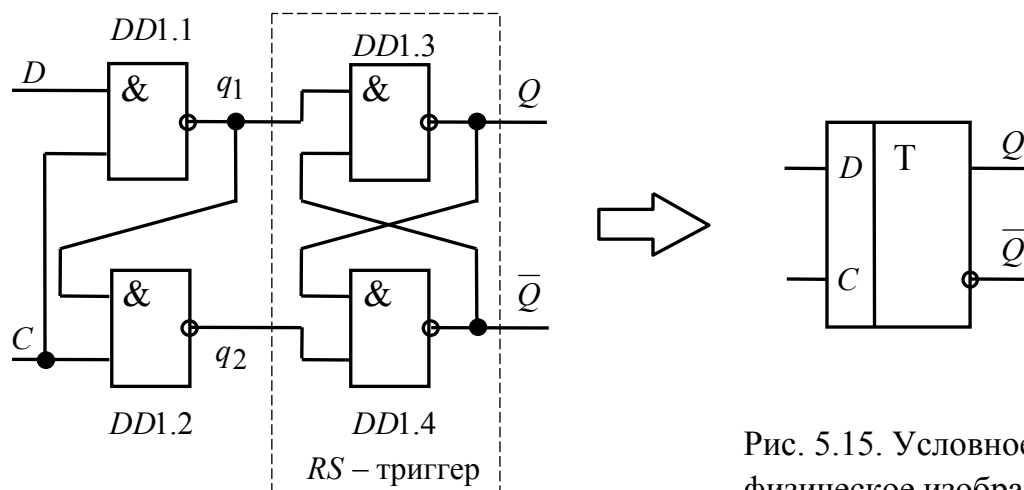 DD1.1
DD1.3
D
&
q1
&
Q
T
Q
D
&
&
Q̅
Q̅
C
C
q2
DD1.2
DD1.4
RS – триггер
Рис. 5.15. Условное